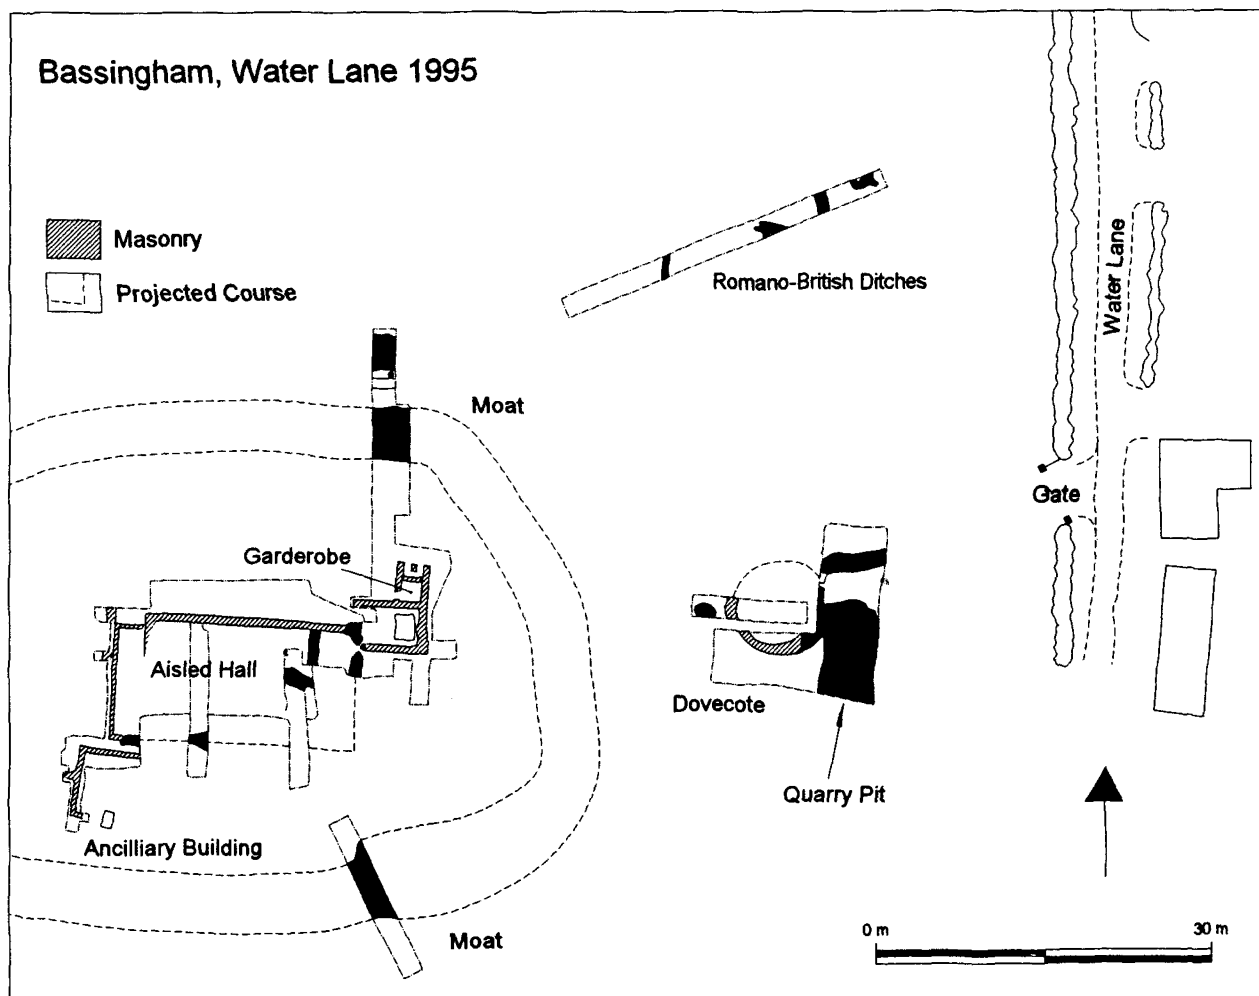 Bassingham, Water Lane 1995
Masonry
Projected Course
Romano-British Ditches
Water Lane
Moat
Gate
Garderobe
Aisled Hall
Dovecote
Quarry Pit
Ancilliary Building
Moat
0 m
30 m